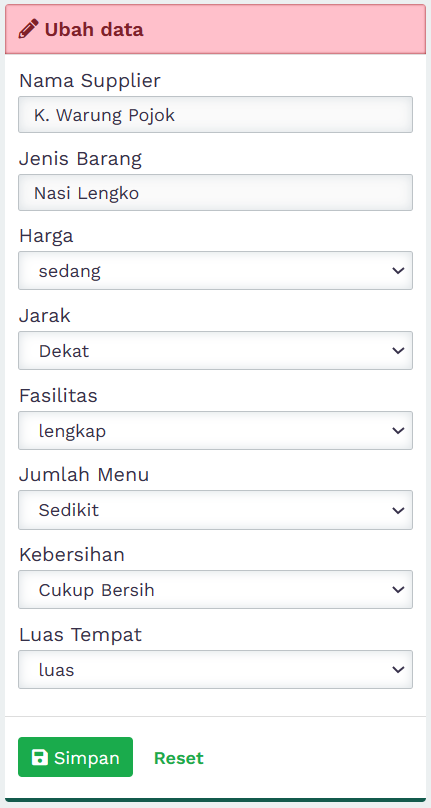 Ubah data
Nama Supplier
K. Warung Pojok
Jenis Barang
Nasi Lengko
Harga
sedang
Jarak
Dekat
Fasilitas
lengkap
Jumlah Menu
Sedikit
Kebersihan
Cukup Bersih
Luas Tempat
luas
Simpan Reset